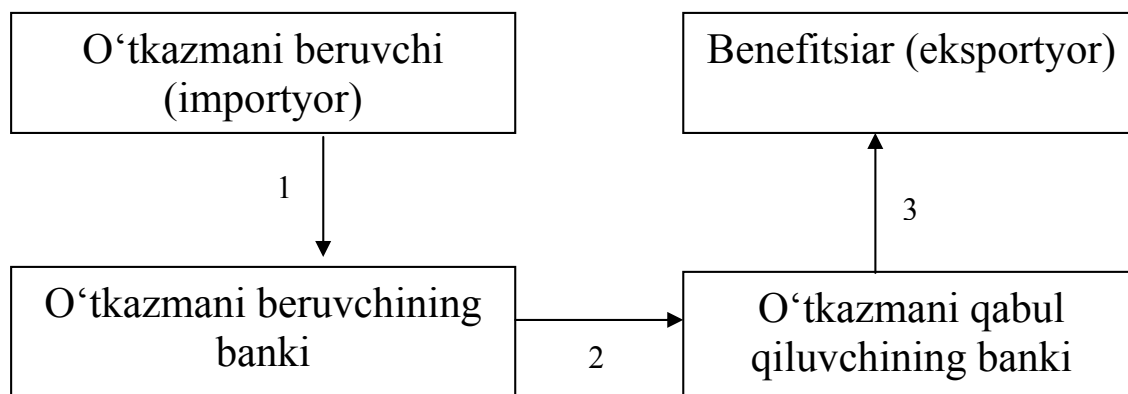 O‘tkazmani beruvchi
(importyor)
Benefitsiar (eksportyor)
1
3
O‘tkazmani beruvchining
banki
2
O‘tkazmani qabul
qiluvchining banki